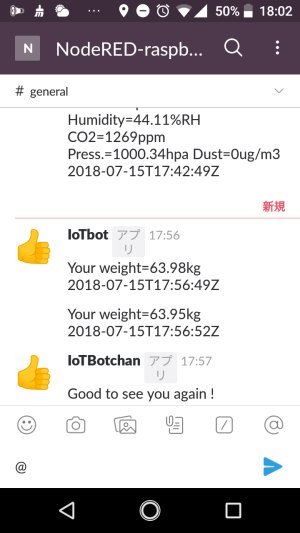 50% 18:02
N NodeRED-raspb...
# general
Humidity=44.11%RH
CO2=1269ppm
Press.=1000.34hpa Dust=0ug/m3
2018-07-15T17:42:49Z
新規
IoTbot アプリ 17:56
Your weight=63.98kg
2018-07-15T17:56:49Z
Your weight=63.95kg
2018-07-15T17:56:52Z
IoTBotchan アプリ 17:57
Good to see you again !
@